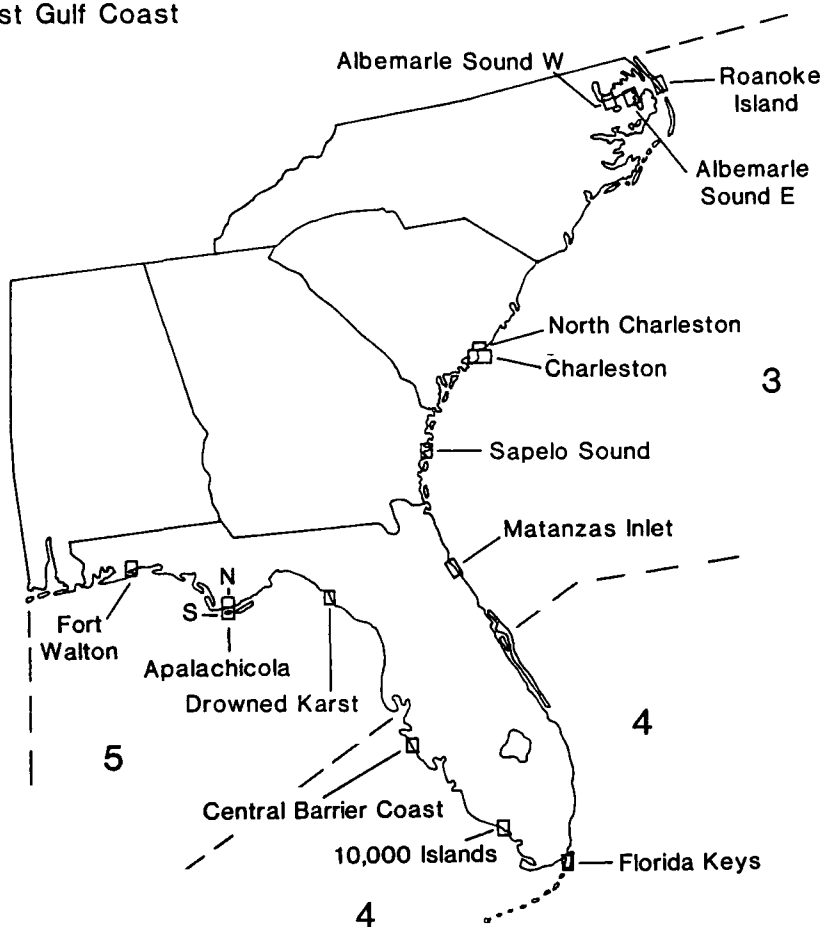 st Gulf Coast
Albemarle Sound W
Roanoke
Island
Albemarle
Sound E
North Charleston
Charleston
3
Sapelo Sound
Matanzas Inlet
N
S
Fort
Walton
Apalachicola
Drowned Karst
4
5
Central Barrier Coast
10,000 Islands
Florida Keys
4